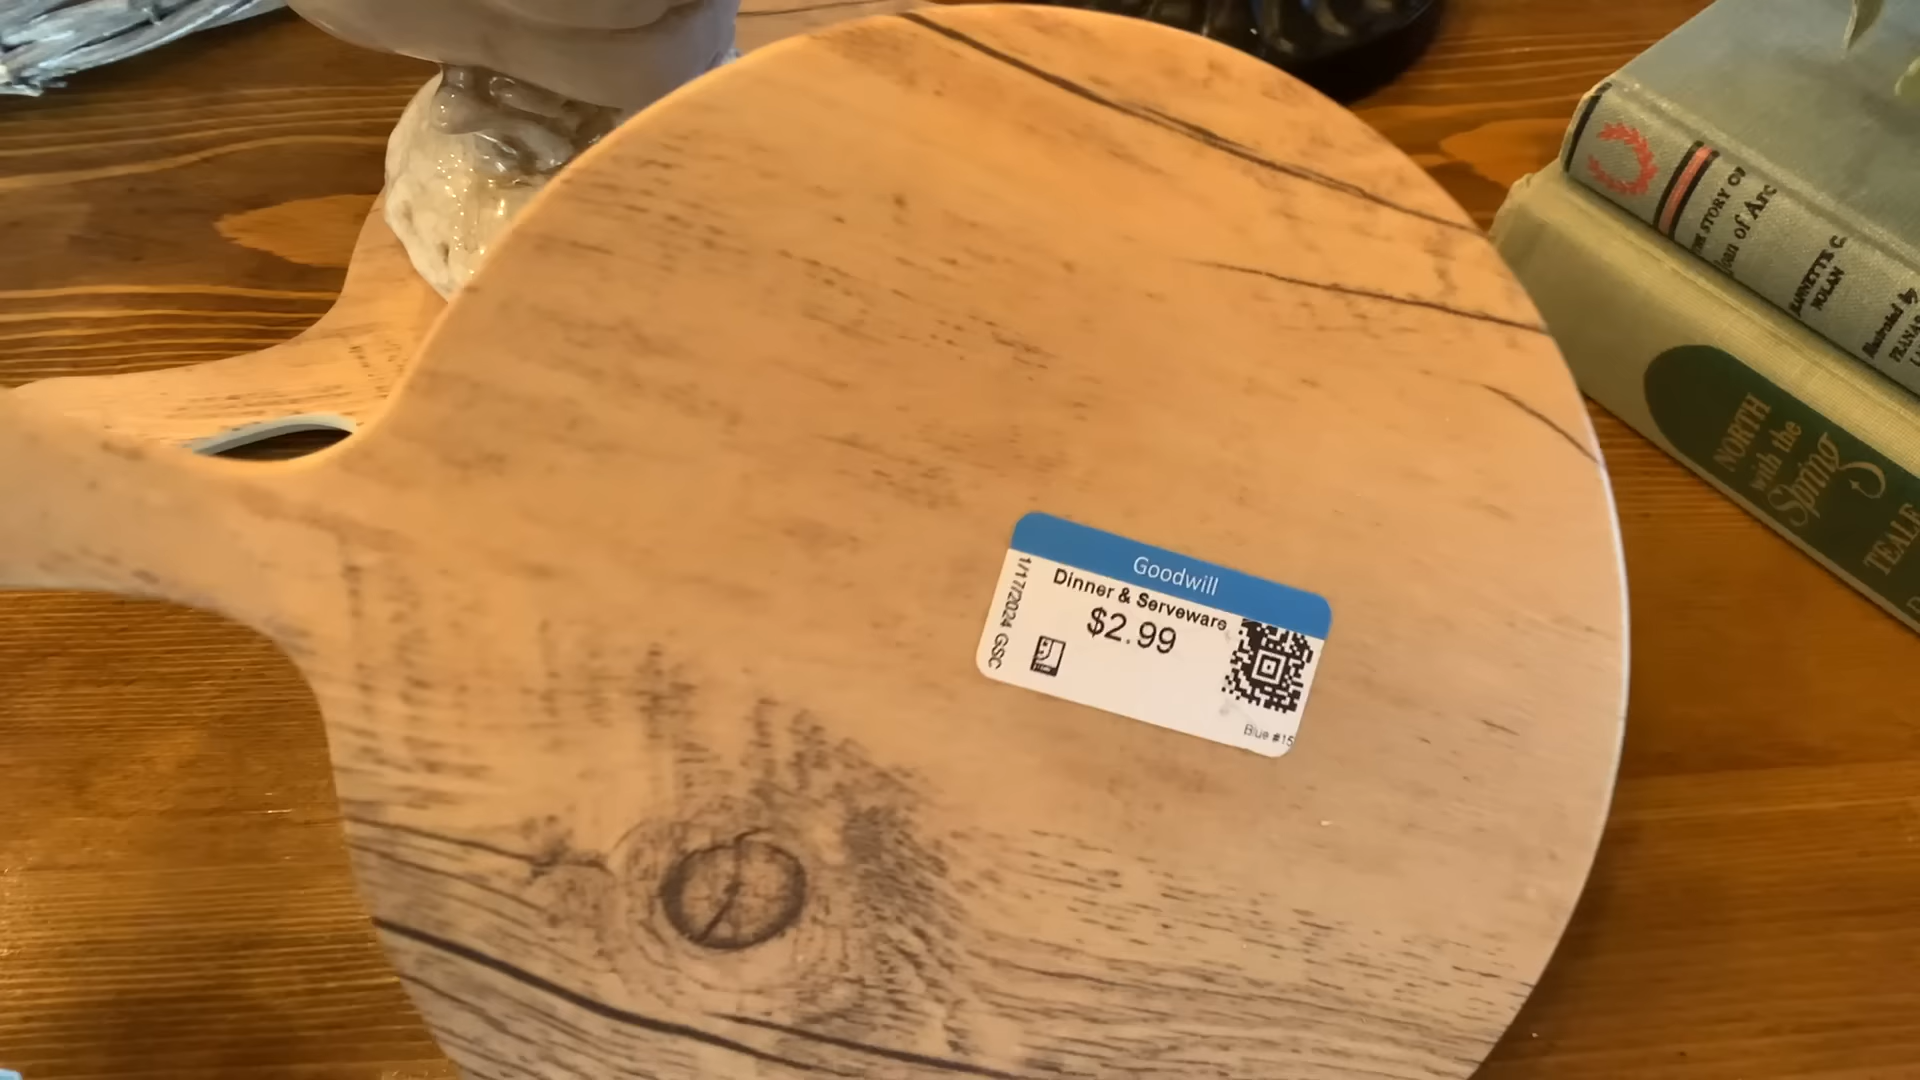 Goodwill
Dinner & Serveware
$2.99
1/17/2024 GSC
Blue #15
THE STORY OF
Joan of Arc
JEANNETTE C.
NOLAN
Illustrated by
NORTH
with the
Spring
TEALE